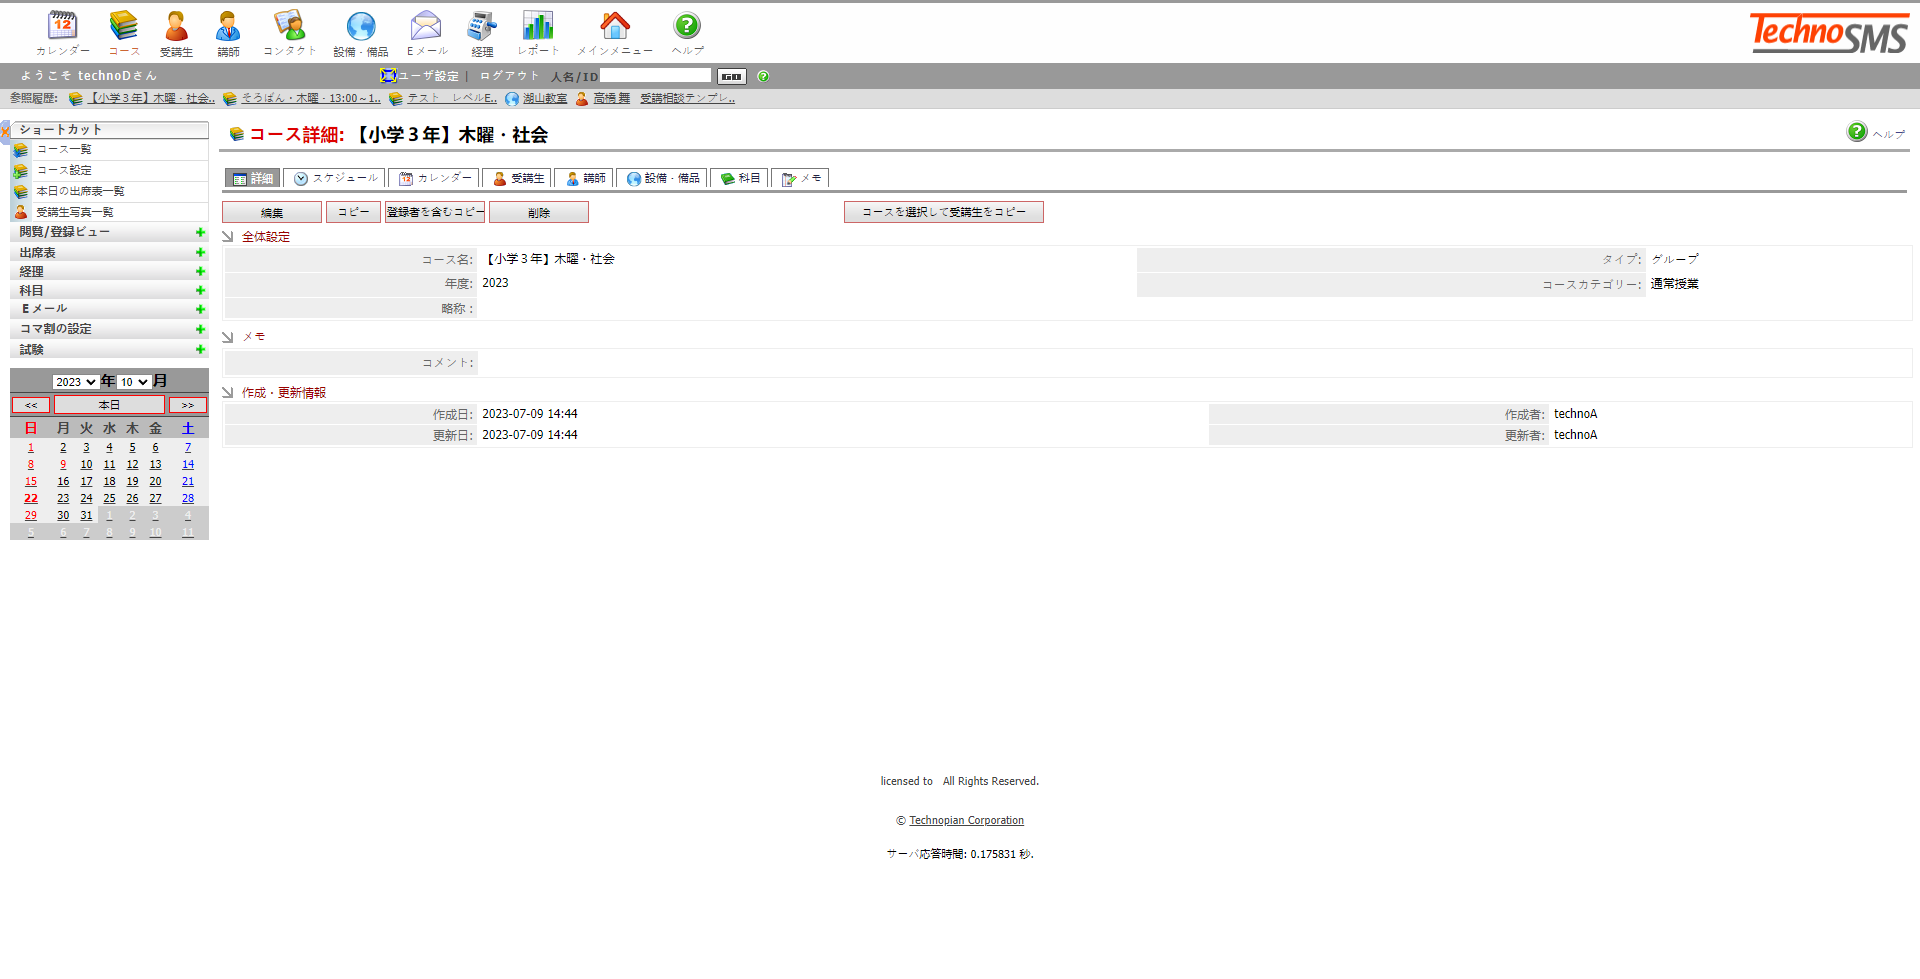 カレンダー コース 受講生 講師 コンタクト 設備・備品 Eメール 経理 レポート メインメニュー ヘルプ
TechnoSMS
ようこそ technoDさん ユーザ設定 | ログアウト 人名/ID GO
参照履歴: 【小学３年】木曜・社会.. そろばん・木曜・13:00～1.. テスト　レベルE.. 湖山教室 高橋 舞 受講相談テンプレ..
ショートカット
コース一覧
コース設定
本日の出席表一覧
受講生写真一覧
閲覧/登録ビュー
出席表
経理
科目
Eメール
コマ割の設定
試験
2023 年 10 月
<< 本日 >>
日 月 火 水 木 金 土
1 2 3 4 5 6 7
8 9 10 11 12 13 14
15 16 17 18 19 20 21
22 23 24 25 26 27 28
29 30 31 1 2 3 4
5 6 7 8 9 10 11
コース詳細: 【小学３年】木曜・社会
ヘルプ
詳細 スケジュール カレンダー 受講生 講師 設備・備品 科目 メモ
編集 コピー 登録者を含むコピー 削除 コースを選択して受講生をコピー
全体設定
コース名: 【小学３年】木曜・社会 タイプ: グループ
年度: 2023 コースカテゴリー: 通常授業
略称 :
メモ
コメント:
作成・更新情報
作成日: 2023-07-09 14:44 作成者: technoA
更新日: 2023-07-09 14:44 更新者: technoA
licensed to All Rights Reserved.
© Technopian Corporation
サーバ応答時間: 0.175831 秒.